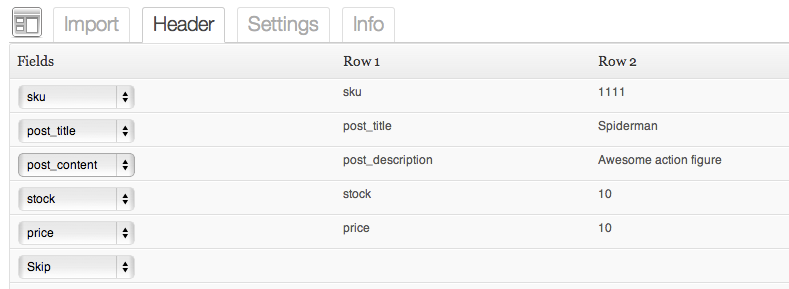 Import Header Settings Info
Fields Row 1 Row 2
sku sku 1111
post_title post_title Spiderman
post_content post_description Awesome action figure
stock stock 10
price price 10
Skip